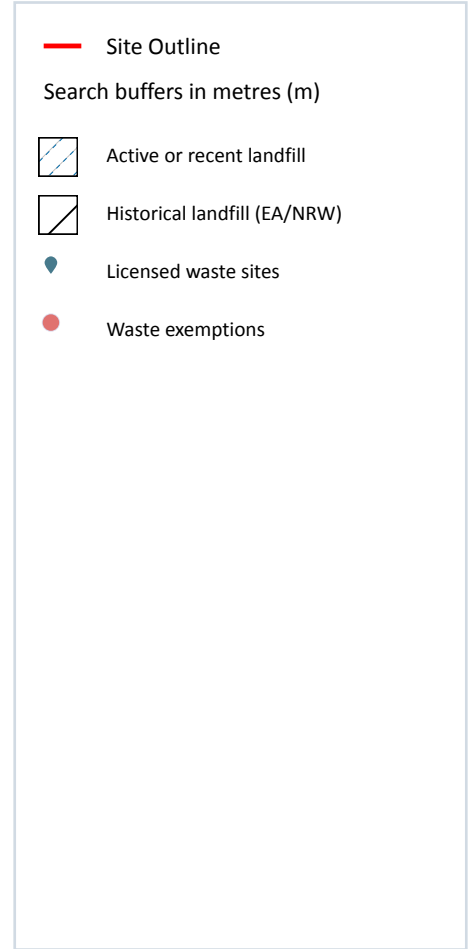 Site Outline
Search buffers in metres (m)
Active or recent landfill
Historical landfill (EA/NRW)
Licensed waste sites
Waste exemptions